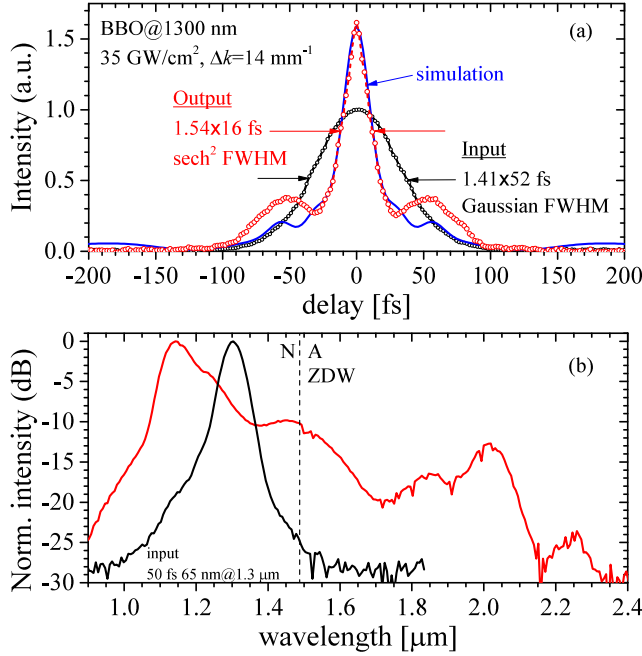 BBO@1300 nm
35 GW/cm², Δk=14 mm⁻¹
(a)
simulation
Output
1.54x16 fs
sech² FWHM
Input
1.41x52 fs
Gaussian FWHM
Intensity (a.u.)
1.5
1.0
0.5
0.0
-200 -150 -100 -50 0 50 100 150 200
delay [fs]
N A
ZDW
(b)
input
50 fs 65 nm@1.3 μm
Norm. intensity (dB)
0
-5
-10
-15
-20
-25
-30
1.0 1.2 1.4 1.6 1.8 2.0 2.2 2.4
wavelength [μm]